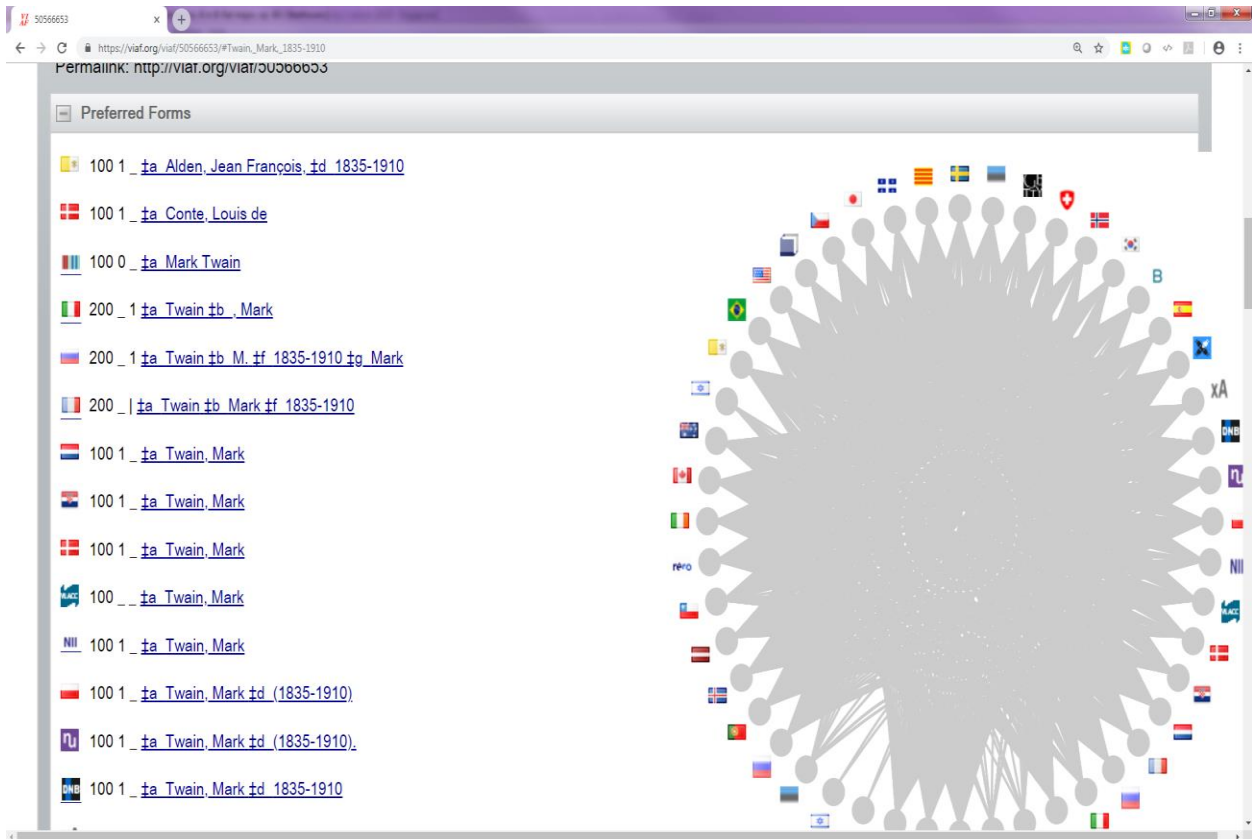 50566653
https://viaf.org/viaf/50566653/#Twain,_Mark,_1835-1910
Permalink: http://viaf.org/viaf/50566653
Preferred Forms
100 1 _ ‡a Alden, Jean François, ‡d 1835-1910
100 1 _ ‡a Conte, Louis de
100 0 _ ‡a Mark Twain
200 _ 1 ‡a Twain ‡b , Mark
200 _ 1 ‡a Twain ‡b M. ‡f 1835-1910 ‡g Mark
200 _ | ‡a Twain ‡b Mark ‡f 1835-1910
100 1 _ ‡a Twain, Mark
100 1 _ ‡a Twain, Mark
100 1 _ ‡a Twain, Mark
VLACC 100 _ _ ‡a Twain, Mark
NII 100 1 _ ‡a Twain, Mark
100 1 _ ‡a Twain, Mark ‡d (1835-1910)
100 1 _ ‡a Twain, Mark ‡d (1835-1910).
DNB 100 1 _ ‡a Twain, Mark ‡d 1835-1910
B
xA
DNB
NII
VLACC
rero